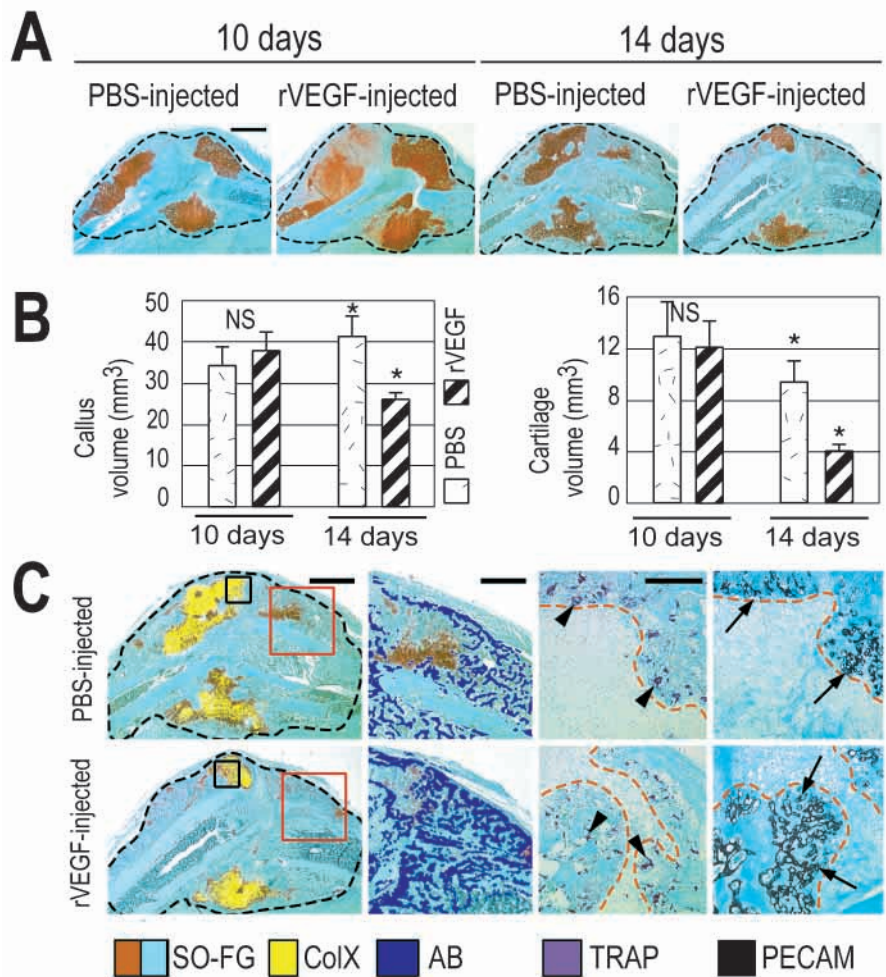 A
10 days
14 days
PBS-injected
rVEGF-injected
PBS-injected
rVEGF-injected
B
Callus
volume (mm3)
50
40
30
20
10
0
NS
*
*
10 days
14 days
rVEGF
PBS
Cartilage
volume (mm3)
16
12
8
4
0
NS
*
*
10 days
14 days
C
PBS-injected
rVEGF-injected
SO-FG
ColX
AB
TRAP
PECAM